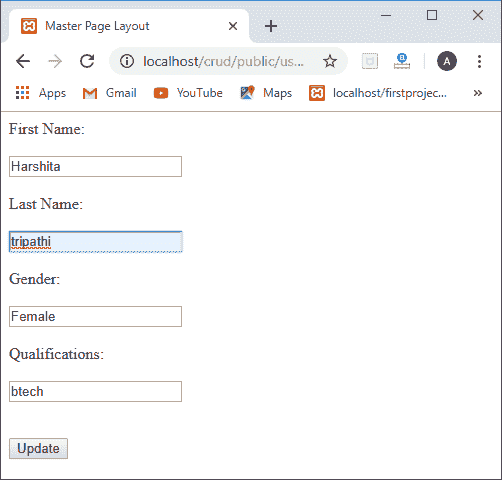 Master Page Layout
localhost/crud/public/us...
A
Apps
Gmail
YouTube
Maps
localhost/firstprojec...
»
First Name:
Harshita
Last Name:
tripathi
Gender:
Female
Qualifications:
btech
Update